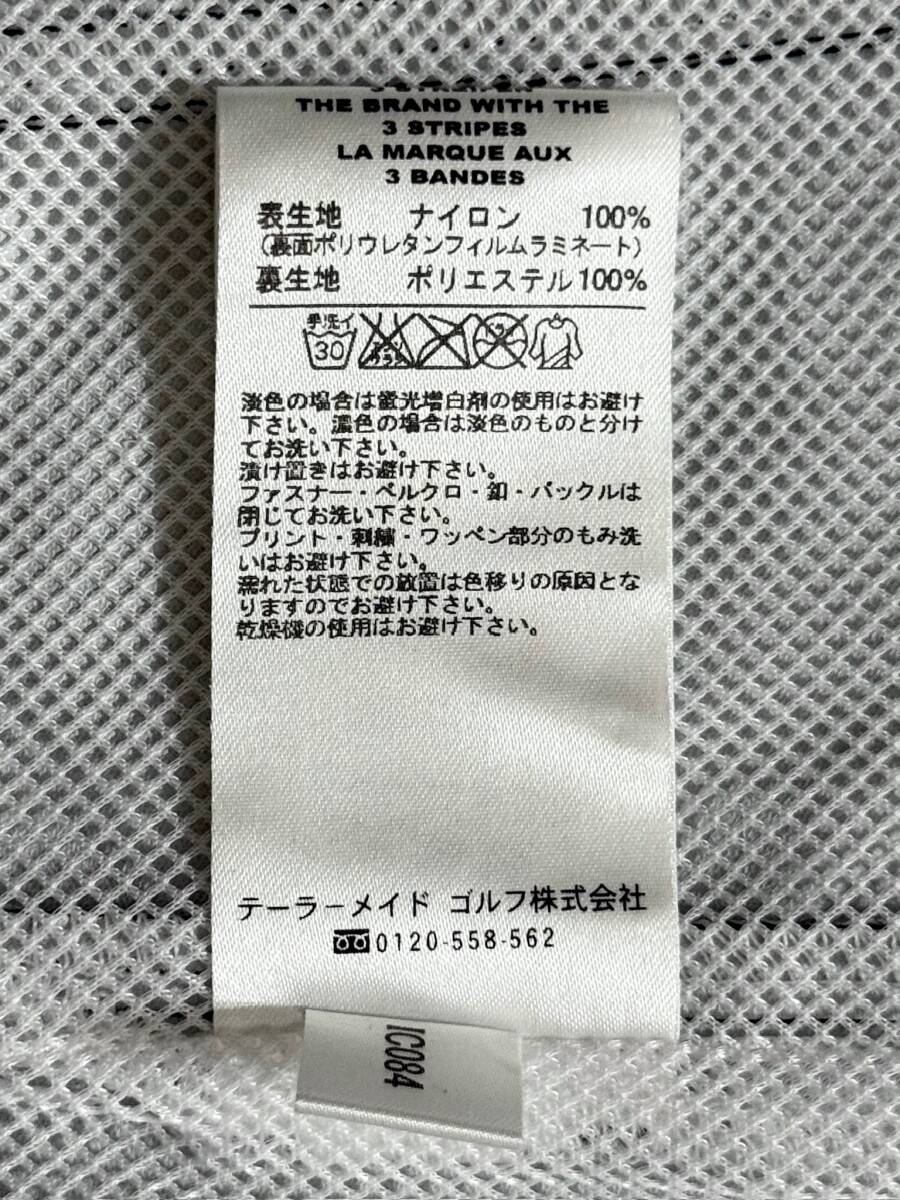 THE BRAND WITH THE
3 STRIPES
LA MARQUE AUX
3 BANDES
表生地 ナイロン 100%
(裏面ポリウレタンフィルムラミネート)
裏生地 ポリエステル100%
手洗イ
30
淡色の場合は蛍光増白剤の使用はお避け
下さい。濃色の場合は淡色のものと分け
てお洗い下さい。
漬け置きはお避け下さい。
ファスナー・ベルクロ・釦・バックルは
閉じてお洗い下さい。
プリント・刺繍・ワッペン部分のもみ洗
いはお避け下さい。
濡れた状態での放置は色移りの原因とな
りますのでお避け下さい。
乾燥機の使用はお避け下さい。
テーラーメイド ゴルフ株式会社
0120-558-562
IC084